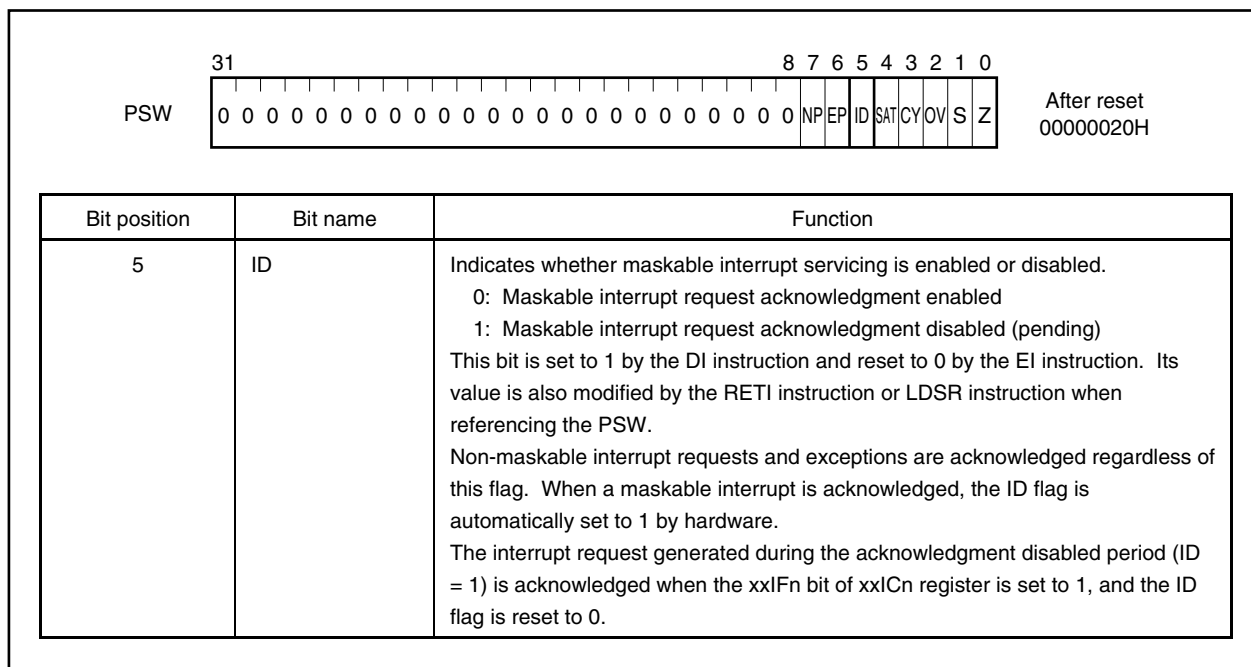 31 8 7 6 5 4 3 2 1 0
PSW 0 0 0 0 0 0 0 0 0 0 0 0 0 0 0 0 0 0 0 0 0 0 0 0 NP EP ID SAT CY OV S Z After reset
00000020H
Bit position Bit name Function
5 ID Indicates whether maskable interrupt servicing is enabled or disabled.
0: Maskable interrupt request acknowledgment enabled
1: Maskable interrupt request acknowledgment disabled (pending)
This bit is set to 1 by the DI instruction and reset to 0 by the EI instruction. Its
value is also modified by the RETI instruction or LDSR instruction when
referencing the PSW.
Non-maskable interrupt requests and exceptions are acknowledged regardless of
this flag. When a maskable interrupt is acknowledged, the ID flag is
automatically set to 1 by hardware.
The interrupt request generated during the acknowledgment disabled period (ID
= 1) is acknowledged when the xxIFn bit of xxICn register is set to 1, and the ID
flag is reset to 0.